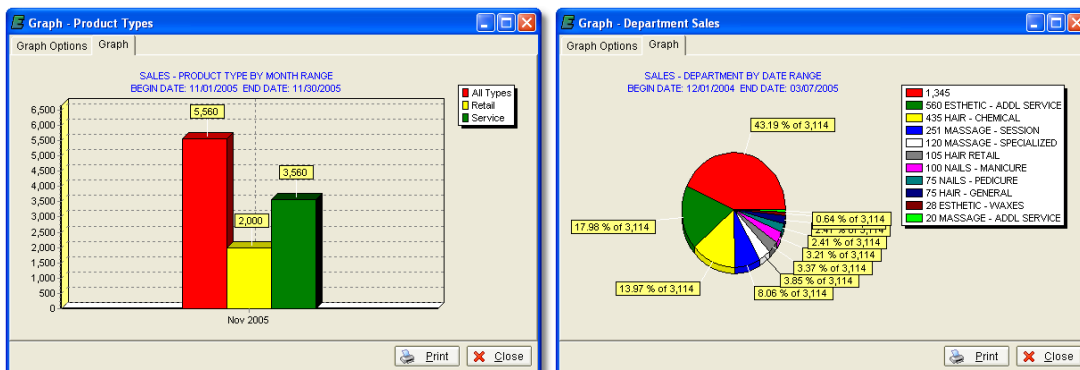 Graph - Product Types
Graph Options Graph
SALES - PRODUCT TYPE BY MONTH RANGE
BEGIN DATE: 11/01/2005 END DATE: 11/30/2005
All Types
Retail
Service
6,500
6,000
5,500
5,000
4,500
4,000
3,500
3,000
2,500
2,000
1,500
1,000
500
0
5,560
2,000
3,560
Nov 2005
Print Close
Graph - Department Sales
Graph Options Graph
SALES - DEPARTMENT BY DATE RANGE
BEGIN DATE: 12/01/2004 END DATE: 03/07/2005
1,345
560 ESTHETIC - ADDL SERVICE
435 HAIR - CHEMICAL
251 MASSAGE - SESSION
120 MASSAGE - SPECIALIZED
105 HAIR RETAIL
100 NAILS - MANICURE
75 NAILS - PEDICURE
75 HAIR - GENERAL
28 ESTHETIC - WAXES
20 MASSAGE - ADDL SERVICE
43.19 % of 3,114
17.98 % of 3,114
13.97 % of 3,114
8.06 % of 3,114
3.85 % of 3,114
3.37 % of 3,114
3.21 % of 3,114
2.41 % of 3,114
2.41 % of 3,114
0.64 % of 3,114
Print Close